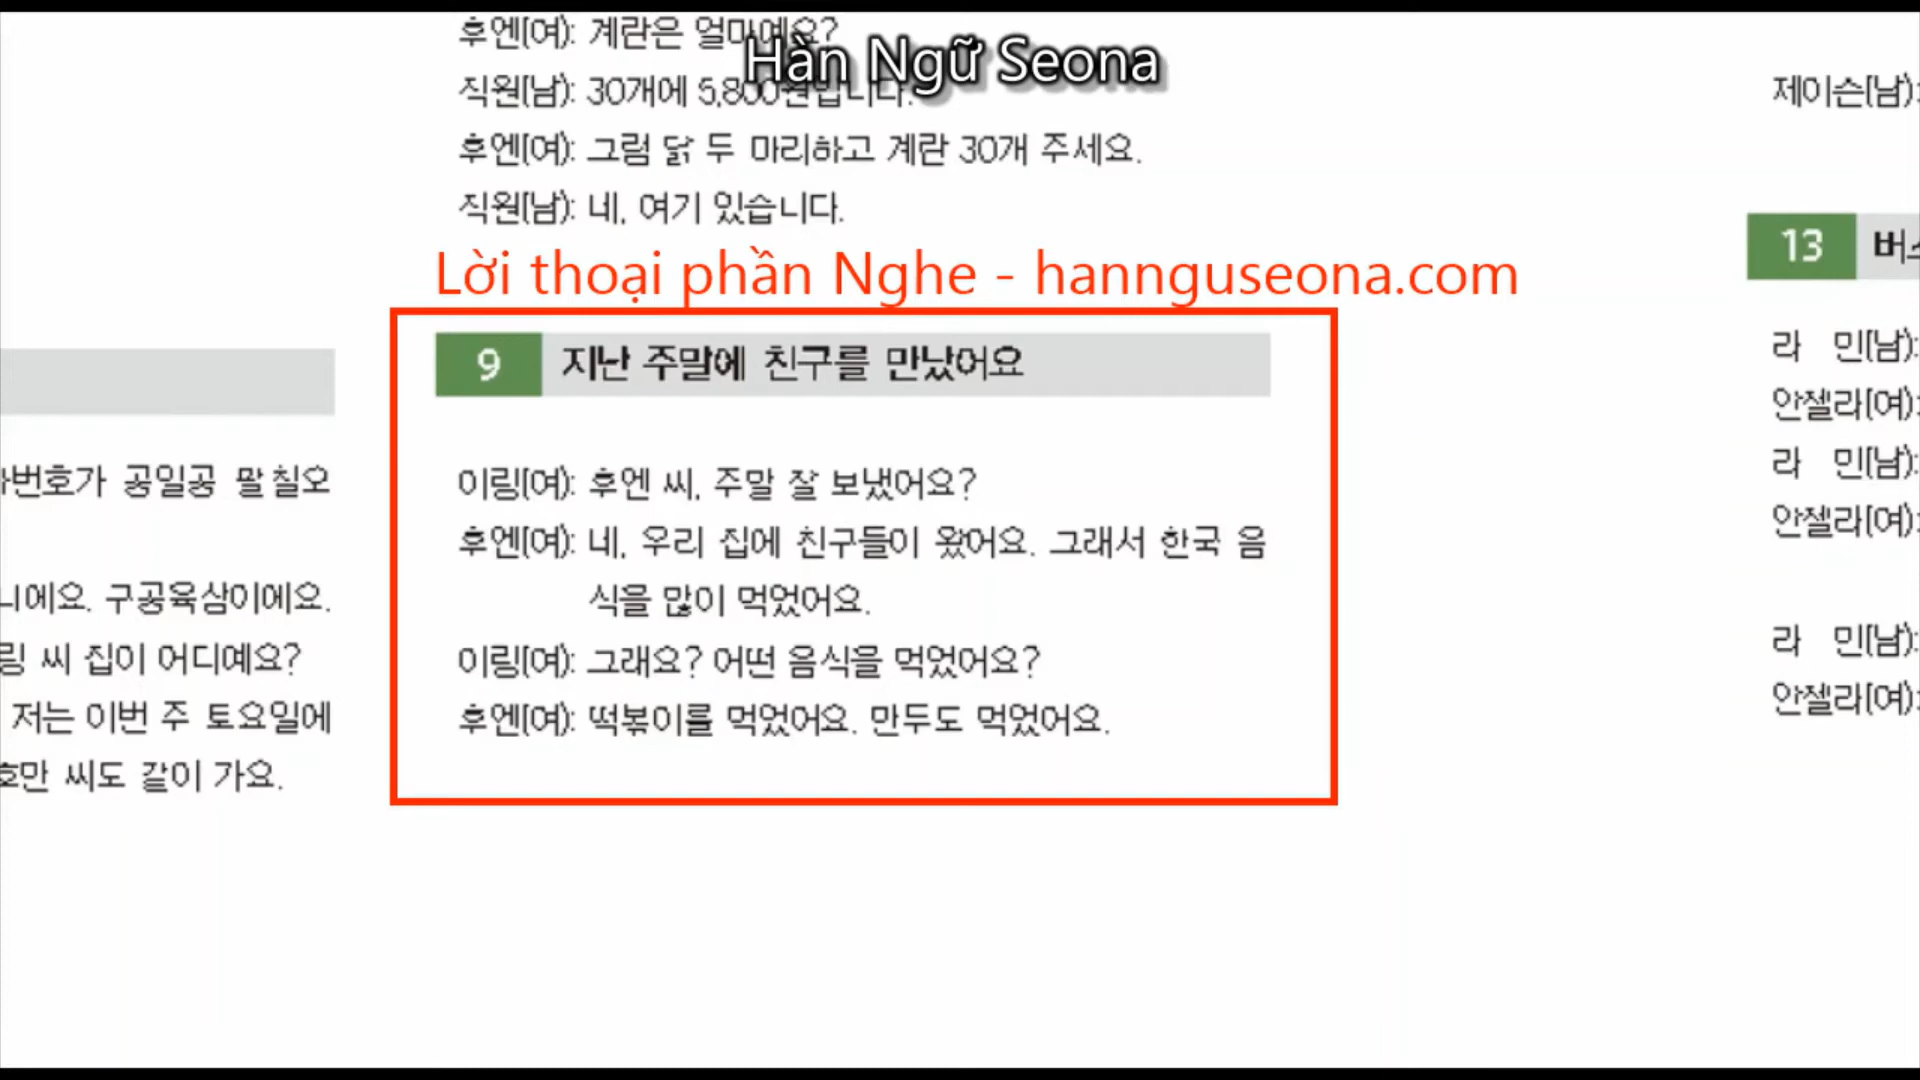 후엔(여): 계란은 얼마예요?
Hàn Ngữ Seona
직원(남): 30개에 5,800원입니다.
후엔(여): 그럼 닭 두 마리하고 계란 30개 주세요.
직원(남): 네, 여기 있습니다.
Lời thoại phần Nghe - hannguseona.com
9 지난 주말에 친구를 만났어요
이링(여): 후엔 씨, 주말 잘 보냈어요?
후엔(여): 네, 우리 집에 친구들이 왔어요. 그래서 한국 음
식을 많이 먹었어요.
이링(여): 그래요? 어떤 음식을 먹었어요?
후엔(여): 떡볶이를 먹었어요. 만두도 먹었어요.
공일공 팔칠오
구공육삼이에요.
씨 집이 어디예요?
저는 이번 주 토요일에
씨도 같이 가요.
제이슨(남):
13
라 민(남):
안젤라(여):
라 민(남):
안젤라(여):
라 민(남):
안젤라(여):